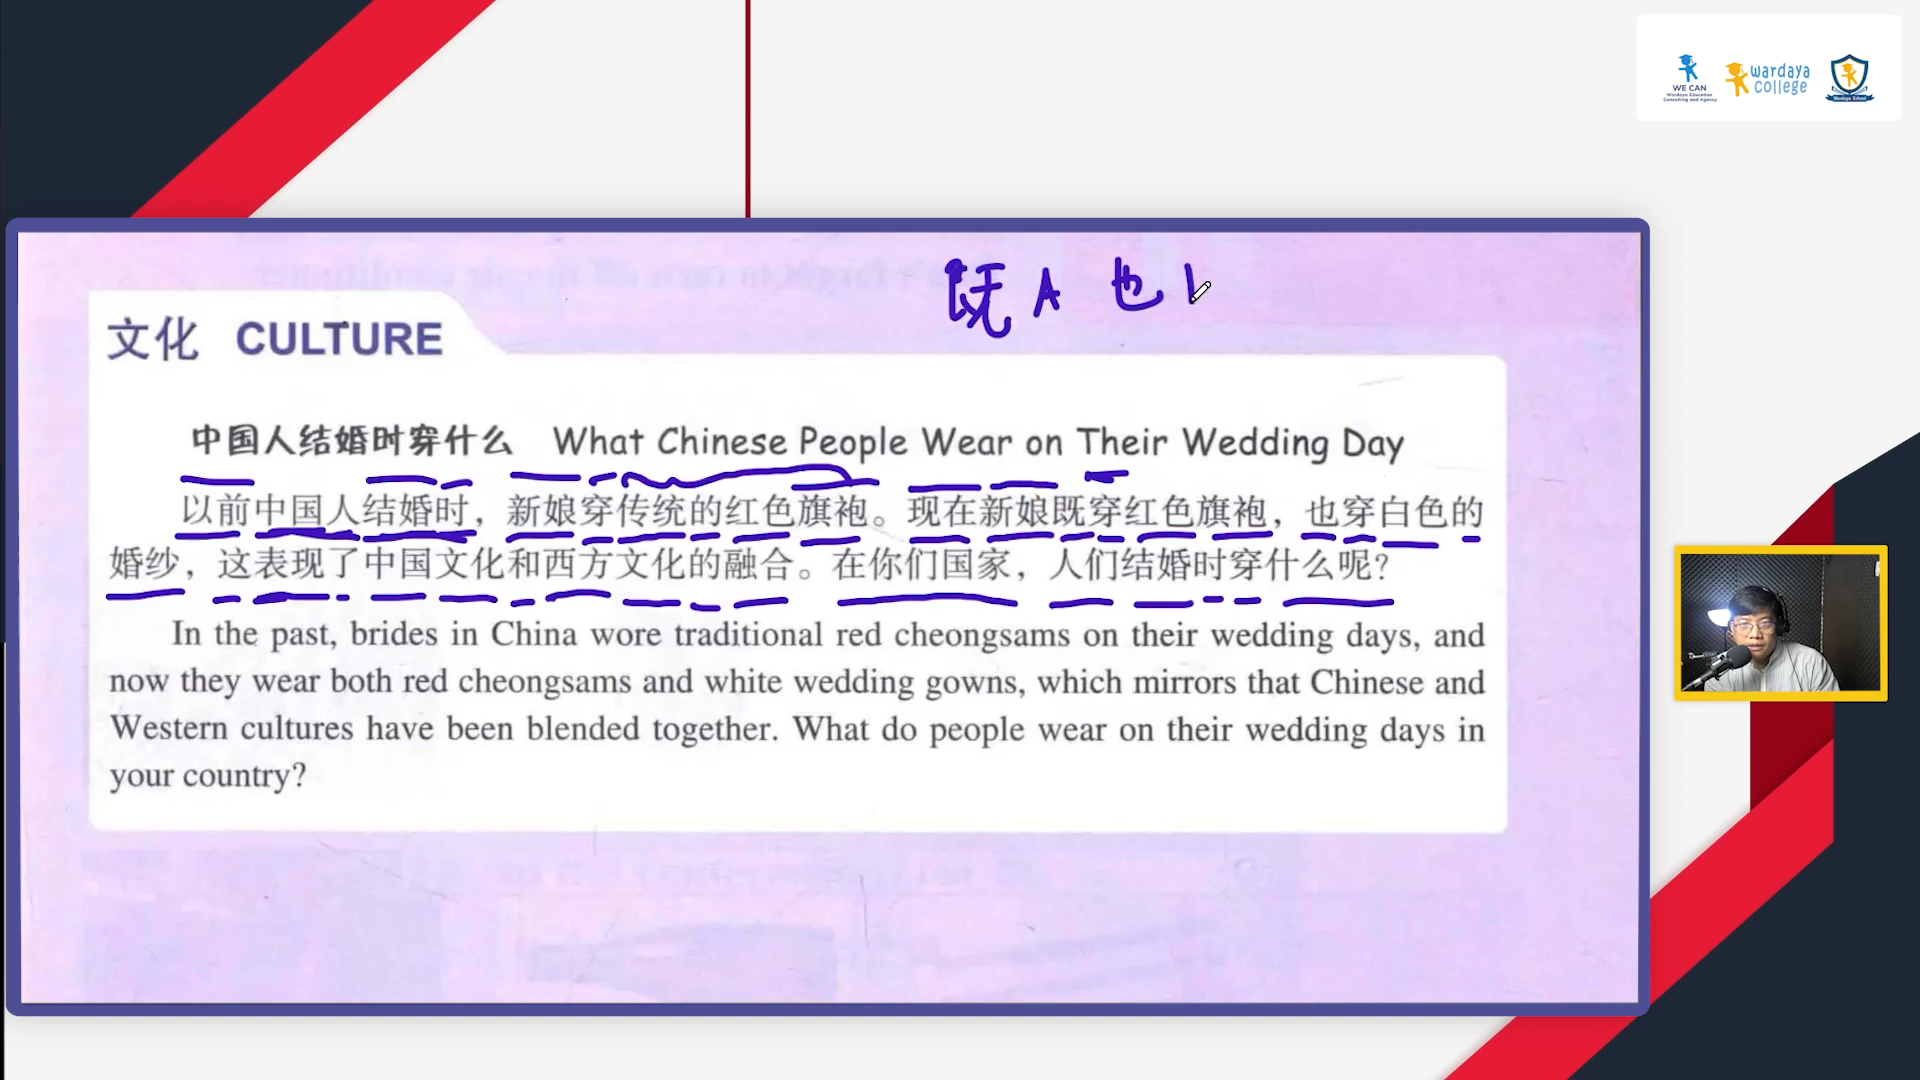 WE CAN
Wardaya Education
Consulting and Agency
wardaya
college
Wardaya School
既 A 也
文化 CULTURE
中国人结婚时穿什么 What Chinese People Wear on Their Wedding Day
以前中国人结婚时，新娘穿传统的红色旗袍。现在新娘既穿红色旗袍，也穿白色的
婚纱，这表现了中国文化和西方文化的融合。在你们国家，人们结婚时穿什么呢？
In the past, brides in China wore traditional red cheongsams on their wedding days, and
now they wear both red cheongsams and white wedding gowns, which mirrors that Chinese and
Western cultures have been blended together. What do people wear on their wedding days in
your country?